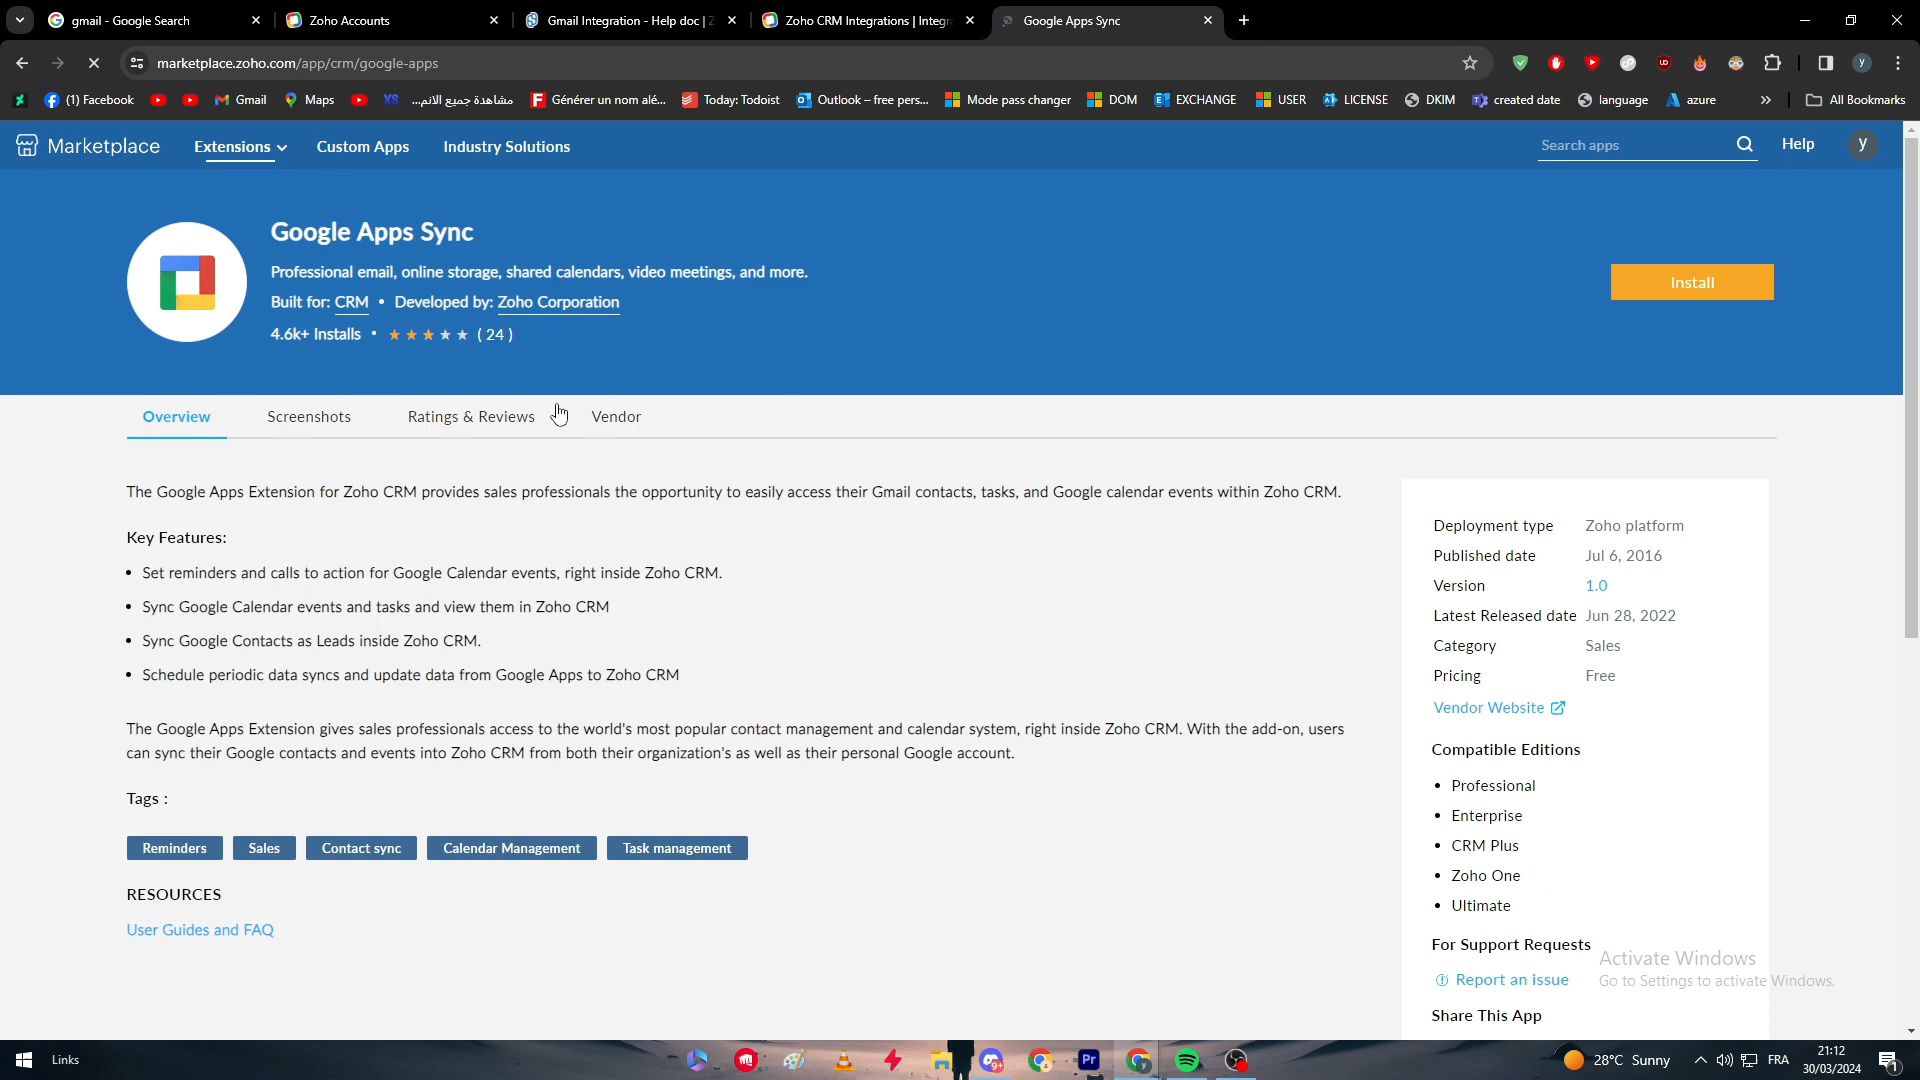 gmail - Google Search
Zoho Accounts
Gmail Integration - Help doc | Z
Zoho CRM Integrations | Integr
Google Apps Sync
marketplace.zoho.com/app/crm/google-apps
(1) Facebook
Gmail
Maps
مشاهدة جميع الانم...
Générer un nom alé...
Today: Todoist
Outlook – free pers...
Mode pass changer
DOM
EXCHANGE
USER
LICENSE
DKIM
created date
language
azure
All Bookmarks
Marketplace
Extensions
Custom Apps
Industry Solutions
Search apps
Help
y
Google Apps Sync
Professional email, online storage, shared calendars, video meetings, and more.
Built for: CRM • Developed by: Zoho Corporation
4.6k+ Installs • ( 24 )
Install
Overview
Screenshots
Ratings & Reviews
Vendor
The Google Apps Extension for Zoho CRM provides sales professionals the opportunity to easily access their Gmail contacts, tasks, and Google calendar events within Zoho CRM.
Key Features:
• Set reminders and calls to action for Google Calendar events, right inside Zoho CRM.
• Sync Google Calendar events and tasks and view them in Zoho CRM
• Sync Google Contacts as Leads inside Zoho CRM.
• Schedule periodic data syncs and update data from Google Apps to Zoho CRM
The Google Apps Extension gives sales professionals access to the world's most popular contact management and calendar system, right inside Zoho CRM. With the add-on, users
can sync their Google contacts and events into Zoho CRM from both their organization's as well as their personal Google account.
Tags :
Reminders
Sales
Contact sync
Calendar Management
Task management
RESOURCES
User Guides and FAQ
Deployment type Zoho platform
Published date Jul 6, 2016
Version 1.0
Latest Released date Jun 28, 2022
Category Sales
Pricing Free
Vendor Website
Compatible Editions
• Professional
• Enterprise
• CRM Plus
• Zoho One
• Ultimate
For Support Requests
Report an issue
Share This App
Activate Windows
Go to Settings to activate Windows.
Links
28°C Sunny
FRA
21:12
30/03/2024